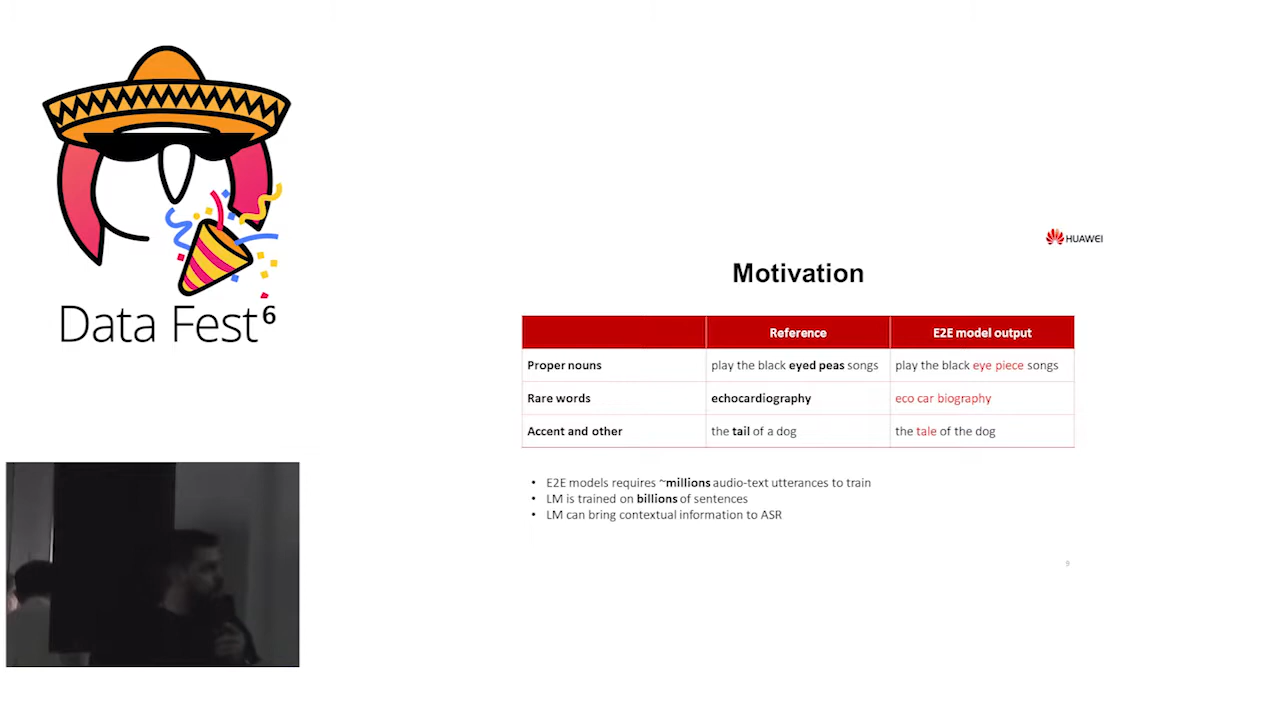 Data Fest⁶
HUAWEI
Motivation
Reference E2E model output
Proper nouns play the black eyed peas songs play the black eye piece songs
Rare words echocardiography eco car biography
Accent and other the tail of a dog the tale of the dog
• E2E models requires ~millions audio-text utterances to train
• LM is trained on billions of sentences
• LM can bring contextual information to ASR
9